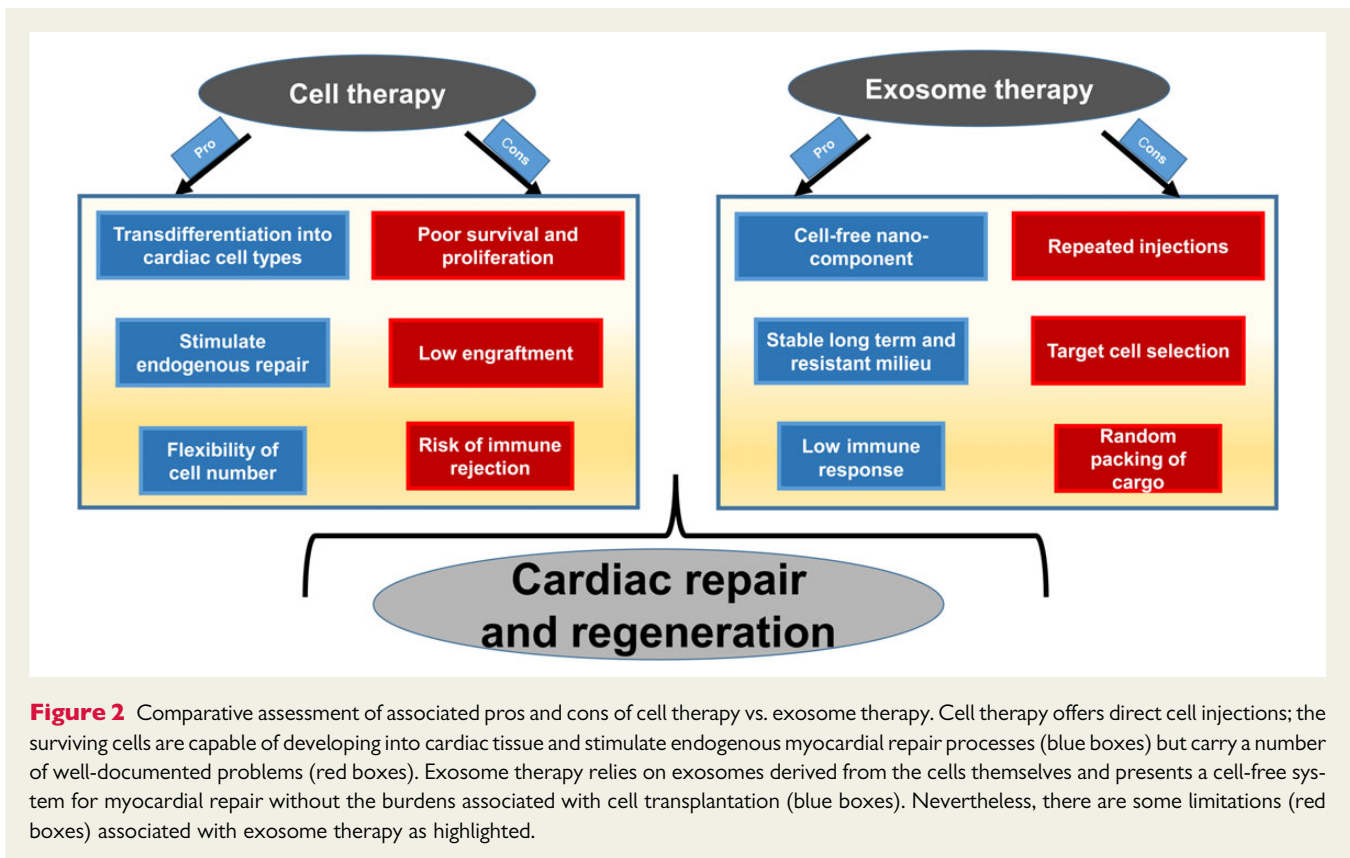 Cell therapy
Pro
Cons
Transdifferentiation into
cardiac cell types
Poor survival and
proliferation
Stimulate
endogenous repair
Low engraftment
Flexibility of
cell number
Risk of immune
rejection
Exosome therapy
Pro
Cons
Cell-free nano-
component
Repeated injections
Stable long term and
resistant milieu
Target cell selection
Low immune
response
Random
packing of
cargo
Cardiac repair
and regeneration
Figure 2 Comparative assessment of associated pros and cons of cell therapy vs. exosome therapy. Cell therapy offers direct cell injections; the
surviving cells are capable of developing into cardiac tissue and stimulate endogenous myocardial repair processes (blue boxes) but carry a number
of well-documented problems (red boxes). Exosome therapy relies on exosomes derived from the cells themselves and presents a cell-free sys-
tem for myocardial repair without the burdens associated with cell transplantation (blue boxes). Nevertheless, there are some limitations (red
boxes) associated with exosome therapy as highlighted.